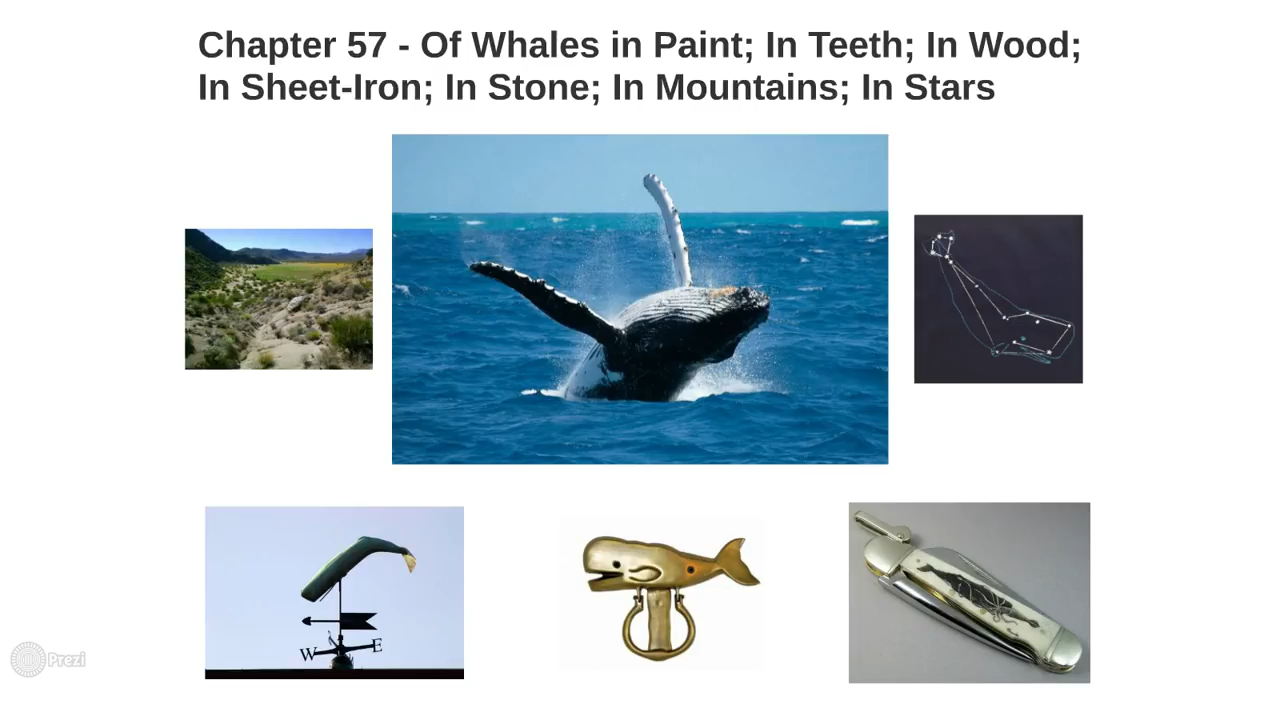 Chapter 57 - Of Whales in Paint; In Teeth; In Wood;
In Sheet-Iron; In Stone; In Mountains; In Stars
W E
Prezi